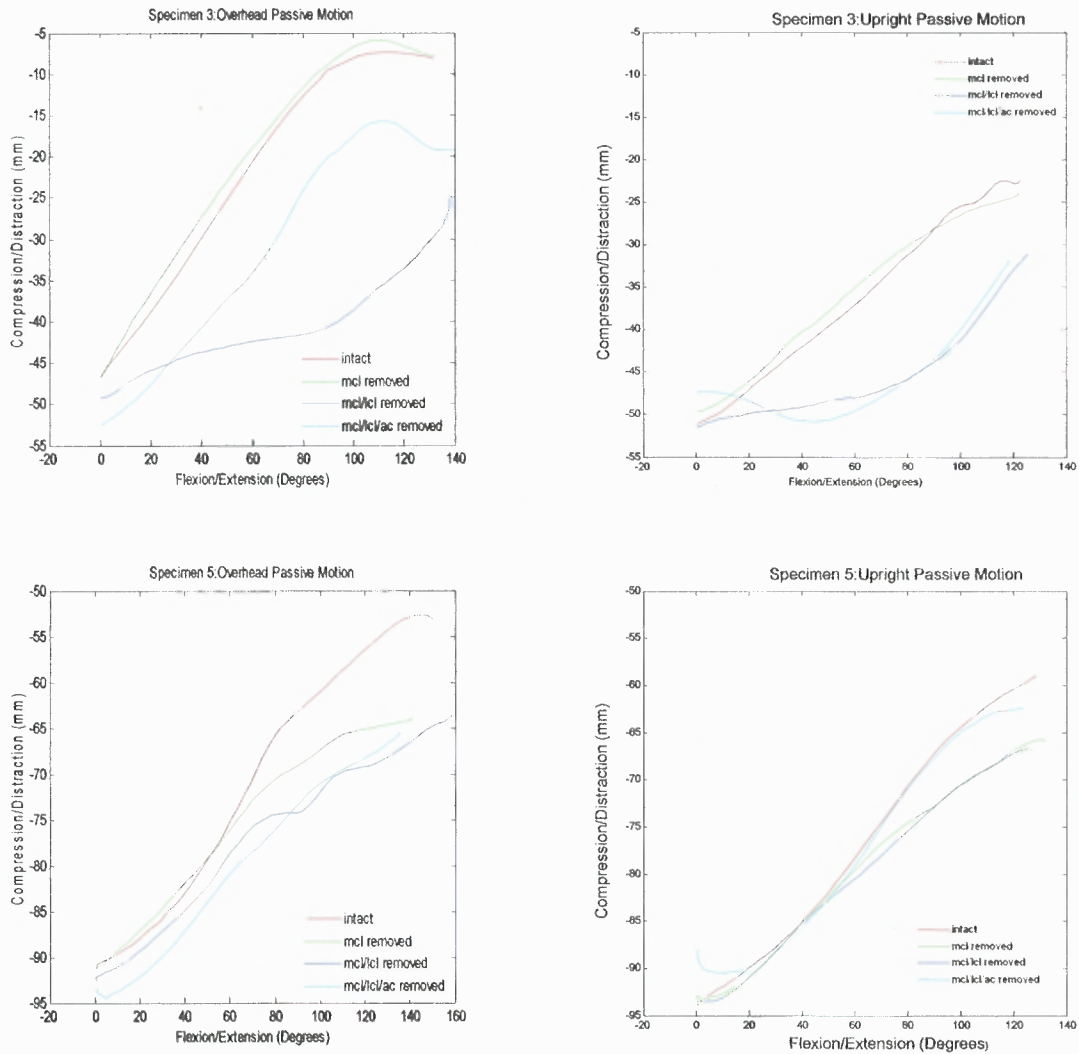 Specimen 3:Overhead Passive Motion
Compression/Distraction (mm)
-5
-10
-15
-20
-25
-30
-35
-40
-45
-50
-55
intact
mcl removed
mcl/lcl removed
mcl/lcl/ac removed
-20 0 20 40 60 80 100 120 140
Flexion/Extension (Degrees)
Specimen 3:Upright Passive Motion
Compression/Distraction (mm)
-5
-10
-15
-20
-25
-30
-35
-40
-45
-50
-55
intact
mcl removed
mcl/lcl removed
mcl/lcl/ac removed
-20 0 20 40 60 80 100 120 140
Flexion/Extension (Degrees)
Specimen 5:Overhead Passive Motion
Compression/Distraction (mm)
-50
-55
-60
-65
-70
-75
-80
-85
-90
-95
intact
mcl removed
mcl/lcl removed
mcl/lcl/ac removed
-20 0 20 40 60 80 100 120 140 160
Flexion/Extension (Degrees)
Specimen 5:Upright Passive Motion
Compression/Distraction (mm)
-50
-55
-60
-65
-70
-75
-80
-85
-90
-95
intact
mcl removed
mcl/lcl removed
mcl/lcl/ac removed
-20 0 20 40 60 80 100 120 140
Flexion/Extension (Degrees)